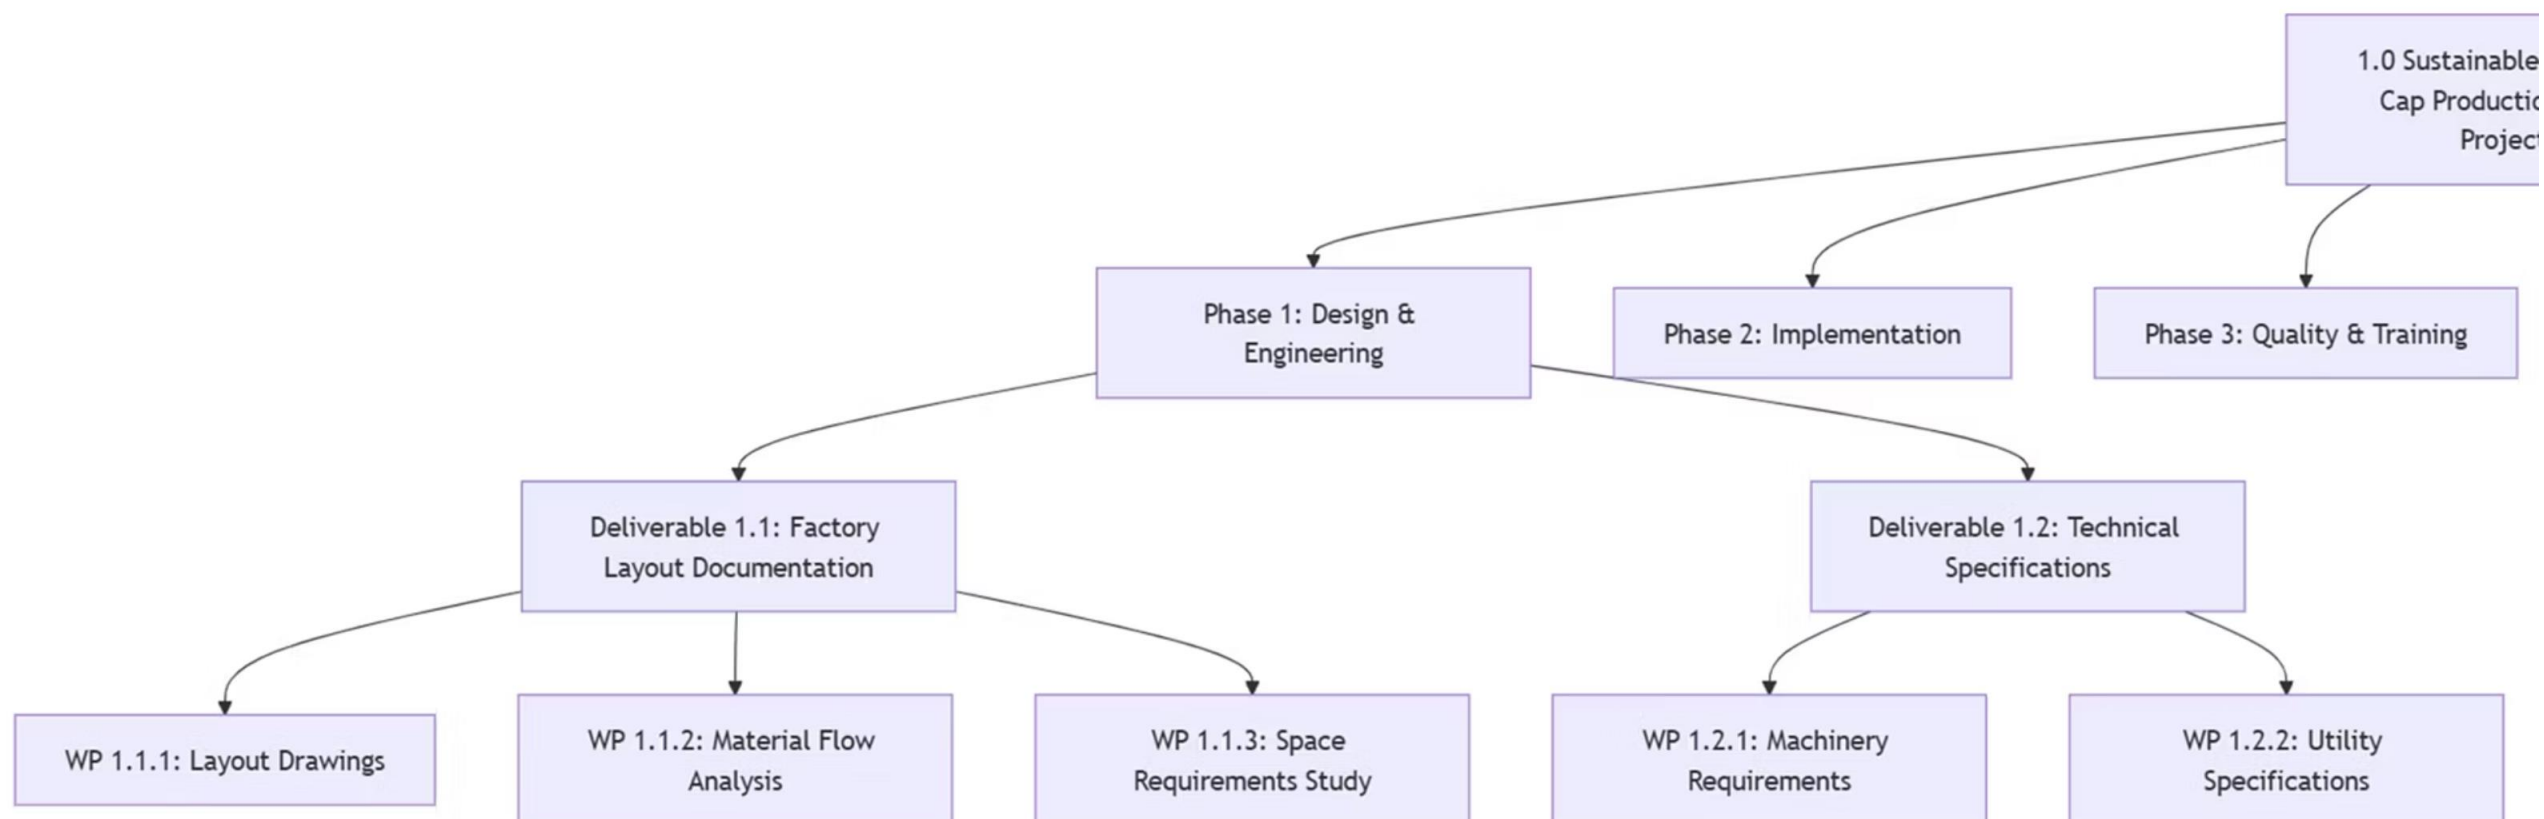 1.0 Sustainable
Cap
Phase 1: Design &
Engineering
Phase 2: Implementation
Phase 3: Quality & Training
Deliverable 1.1: Factory
Layout Documentation
Deliverable 1.2: Technical
Specifications
WP 1.1.1: Layout Drawings
WP 1.1.2: Material Flow
Analysis
WP 1.1.3: Space
Requirements Study
WP 1.2.1: Machinery
Requirements
WP 1.2.2: Utility
Specifications